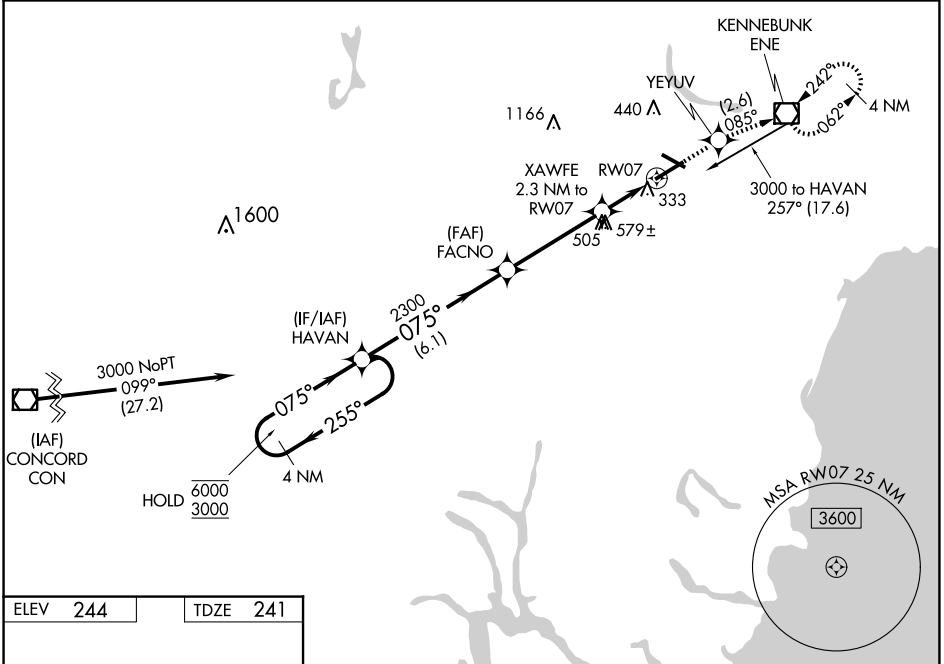 KENNEBUNK
ENE
YEYUV
242°
(2.6)
085°
062°
4 NM
1166
440
XAWFE
2.3 NM to
RW07
RW07
333
3000 to HAVAN
257° (17.6)
505
579±
1600
(FAF)
FACNO
(IF/IAF)
HAVAN
2300
075°
(6.1)
3000 NoPT
099°
(27.2)
075°
255°
(IAF)
CONCORD
CON
4 NM
HOLD
6000
3000
MSA RW07 25 NM
3600
ELEV 244
TDZE 241